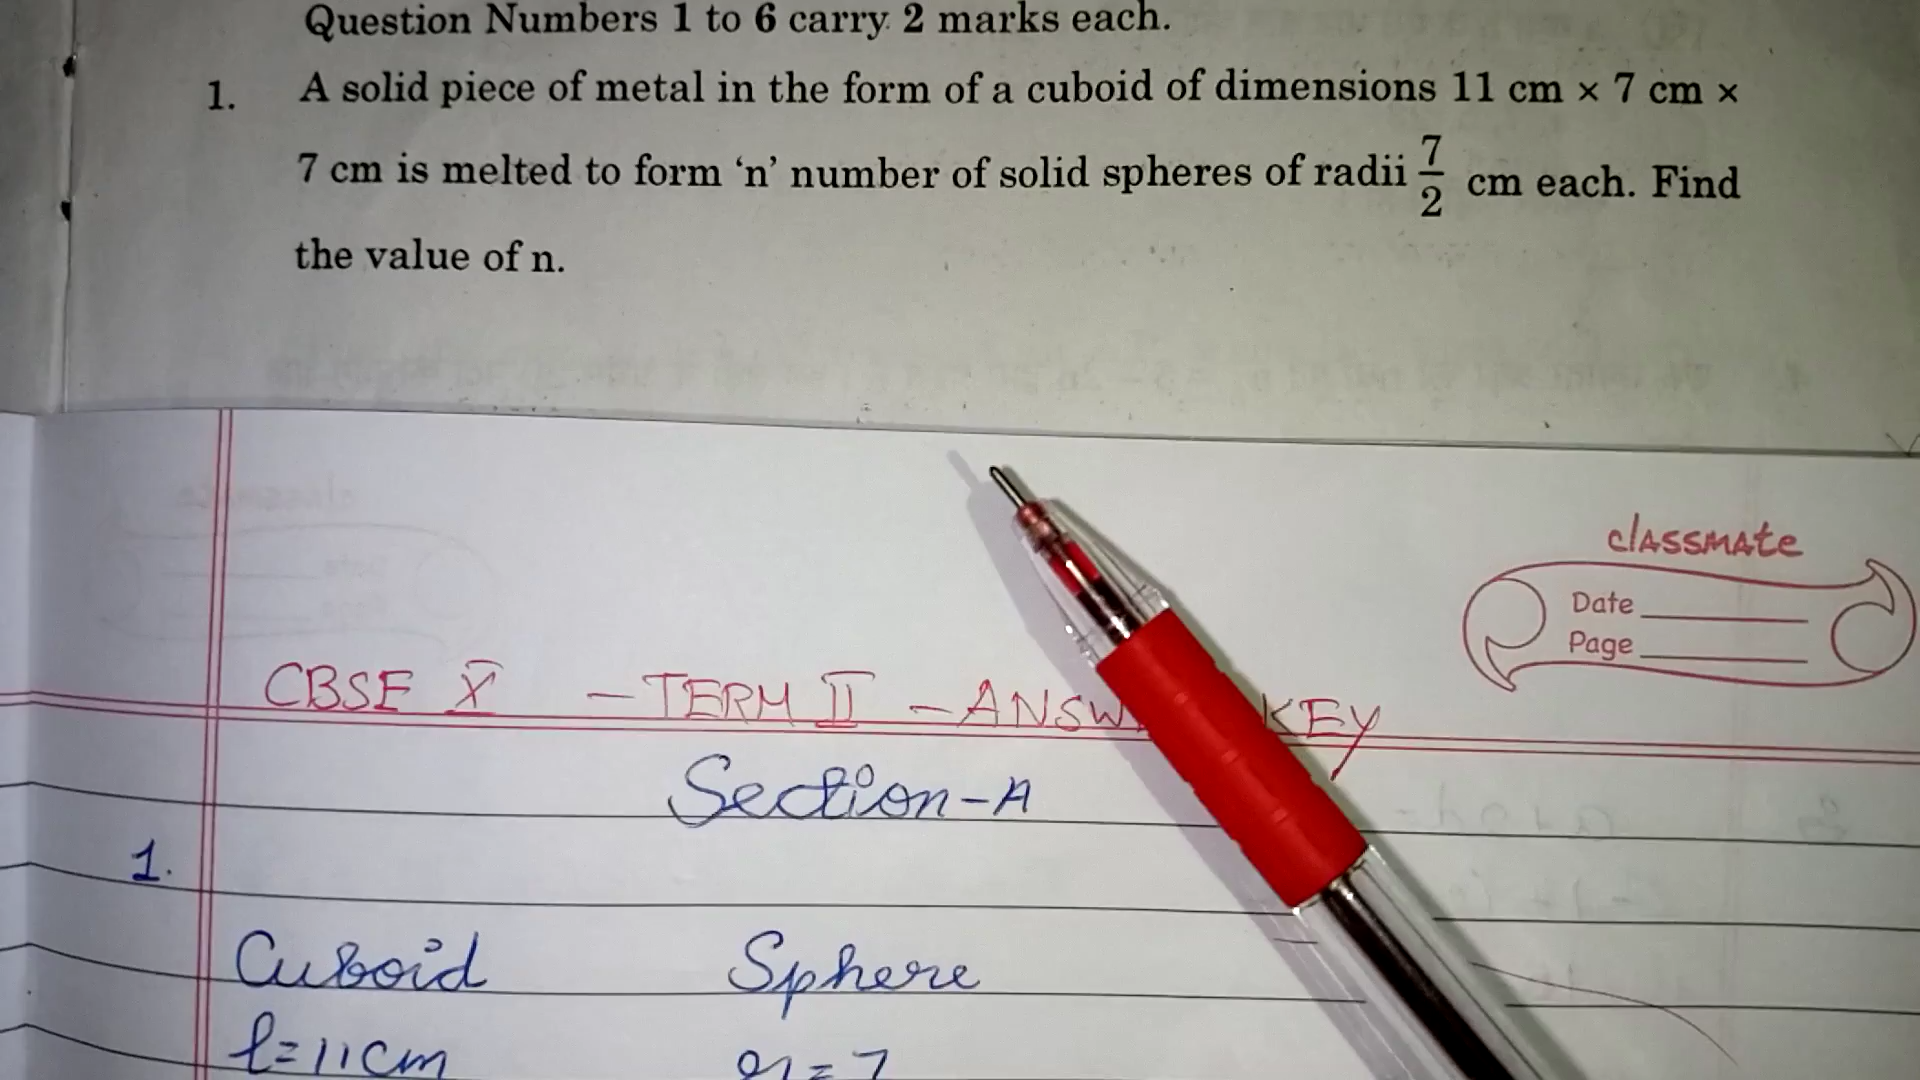 Question Numbers 1 to 6 carry 2 marks each.
1. A solid piece of metal in the form of a cuboid of dimensions 11 cm × 7 cm ×
7 cm is melted to form ‘n’ number of solid spheres of radii 7/2 cm each. Find
the value of n.
classmate
Date
Page
CBSE X - TERM II - ANSW KEY
Section-A
1.
Cuboid Sphere
l=11cm r=7